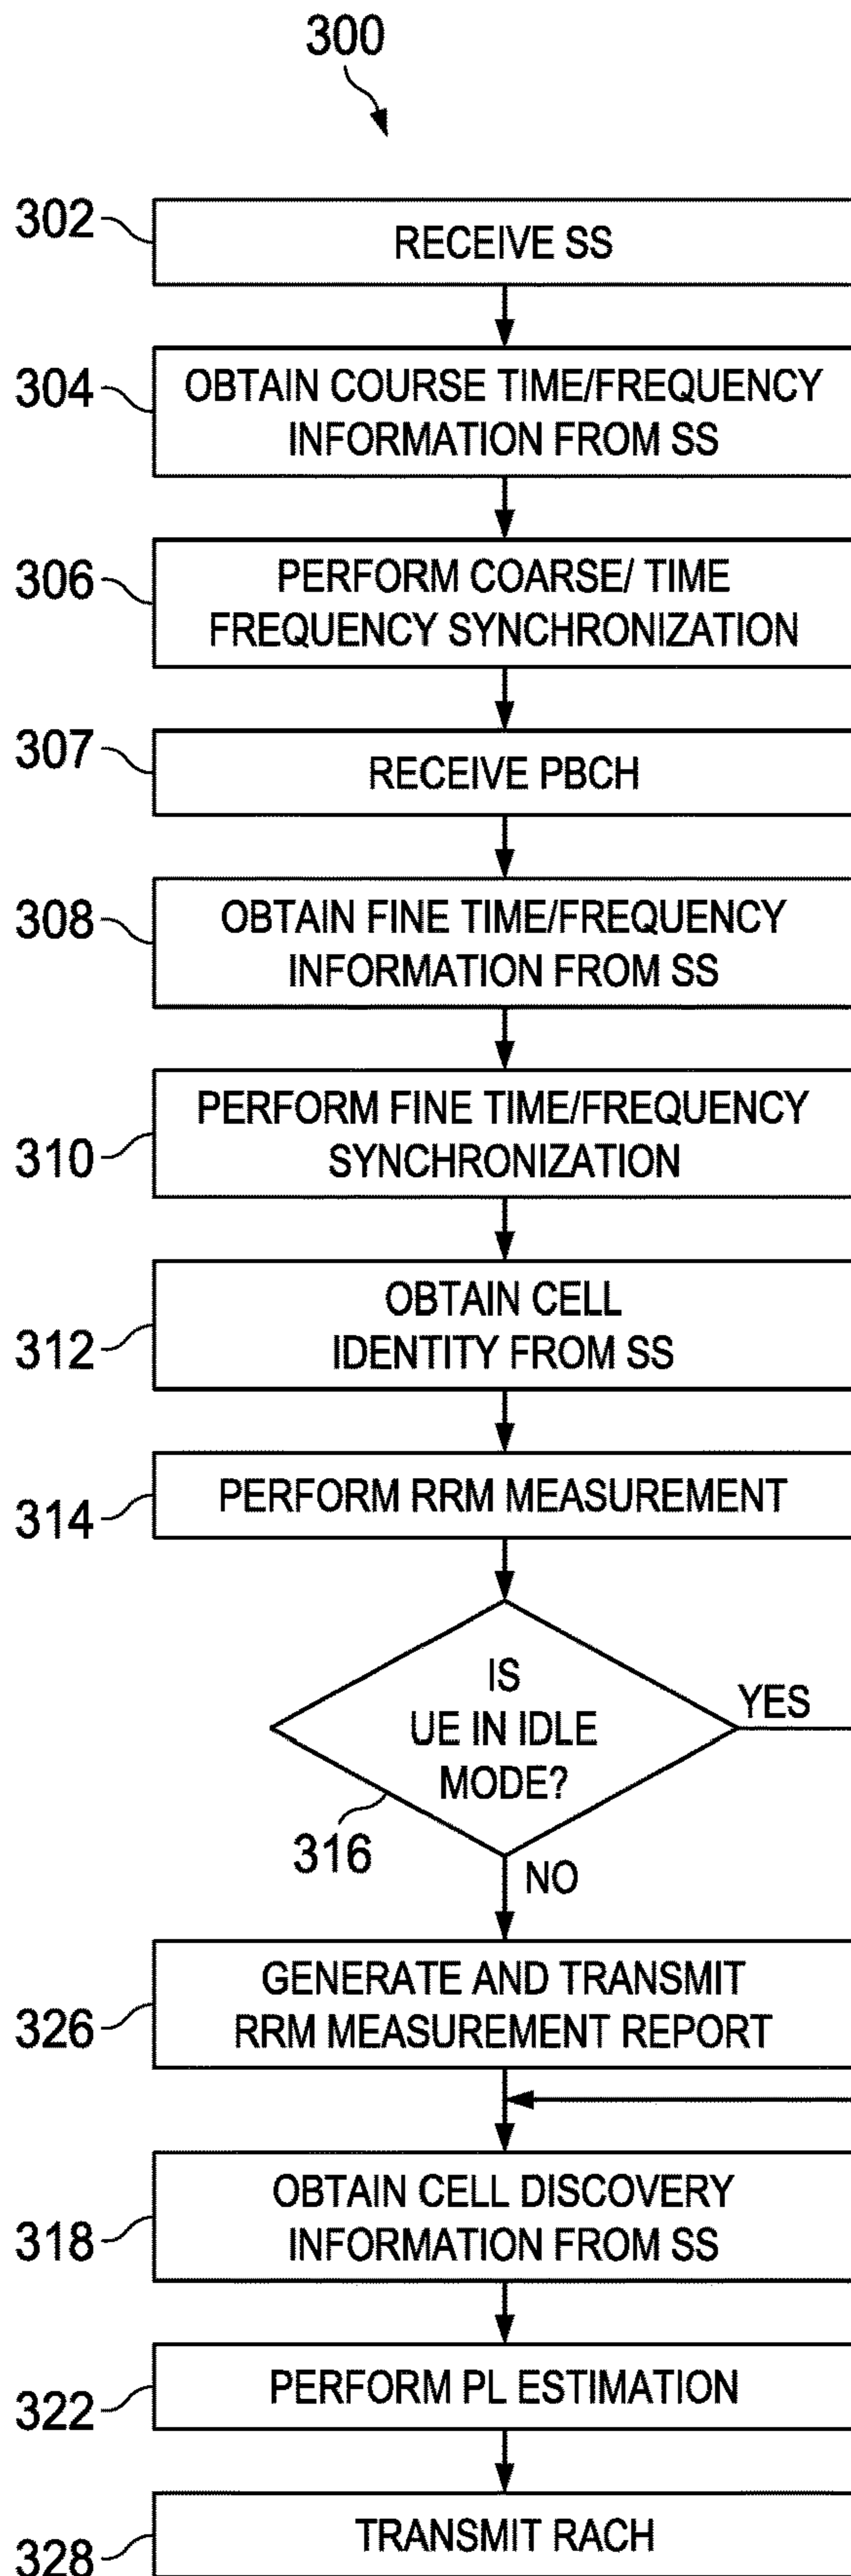 300
302
RECEIVE SS
304
OBTAIN COURSE TIME/FREQUENCY
INFORMATION FROM SS
306
PERFORM COARSE/ TIME
FREQUENCY SYNCHRONIZATION
307
RECEIVE PBCH
308
OBTAIN FINE TIME/FREQUENCY
INFORMATION FROM SS
310
PERFORM FINE TIME/FREQUENCY
SYNCHRONIZATION
312
OBTAIN CELL
IDENTITY FROM SS
314
PERFORM RRM MEASUREMENT
IS
UE IN IDLE
MODE?
YES
316
NO
326
GENERATE AND TRANSMIT
RRM MEASUREMENT REPORT
318
OBTAIN CELL DISCOVERY
INFORMATION FROM SS
322
PERFORM PL ESTIMATION
328
TRANSMIT RACH